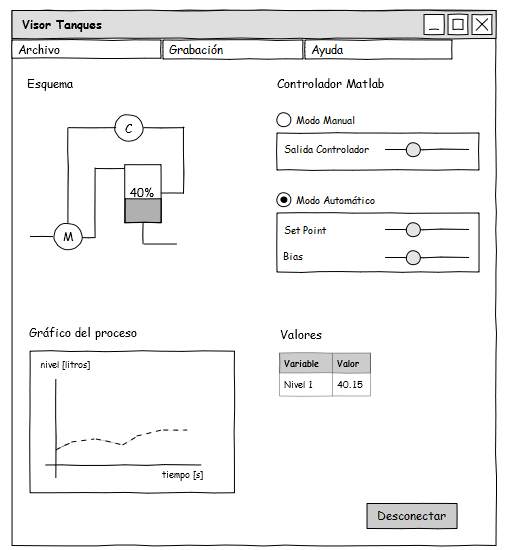 Visor Tanques
Archivo Grabación Ayuda
Esquema
C
40%
M
Controlador Matlab
Modo Manual
Salida Controlador
Modo Automático
Set Point
Bias
Gráfico del proceso
nivel [litros]
tiempo [s]
Valores
Variable Valor
Nivel 1 40.15
Desconectar